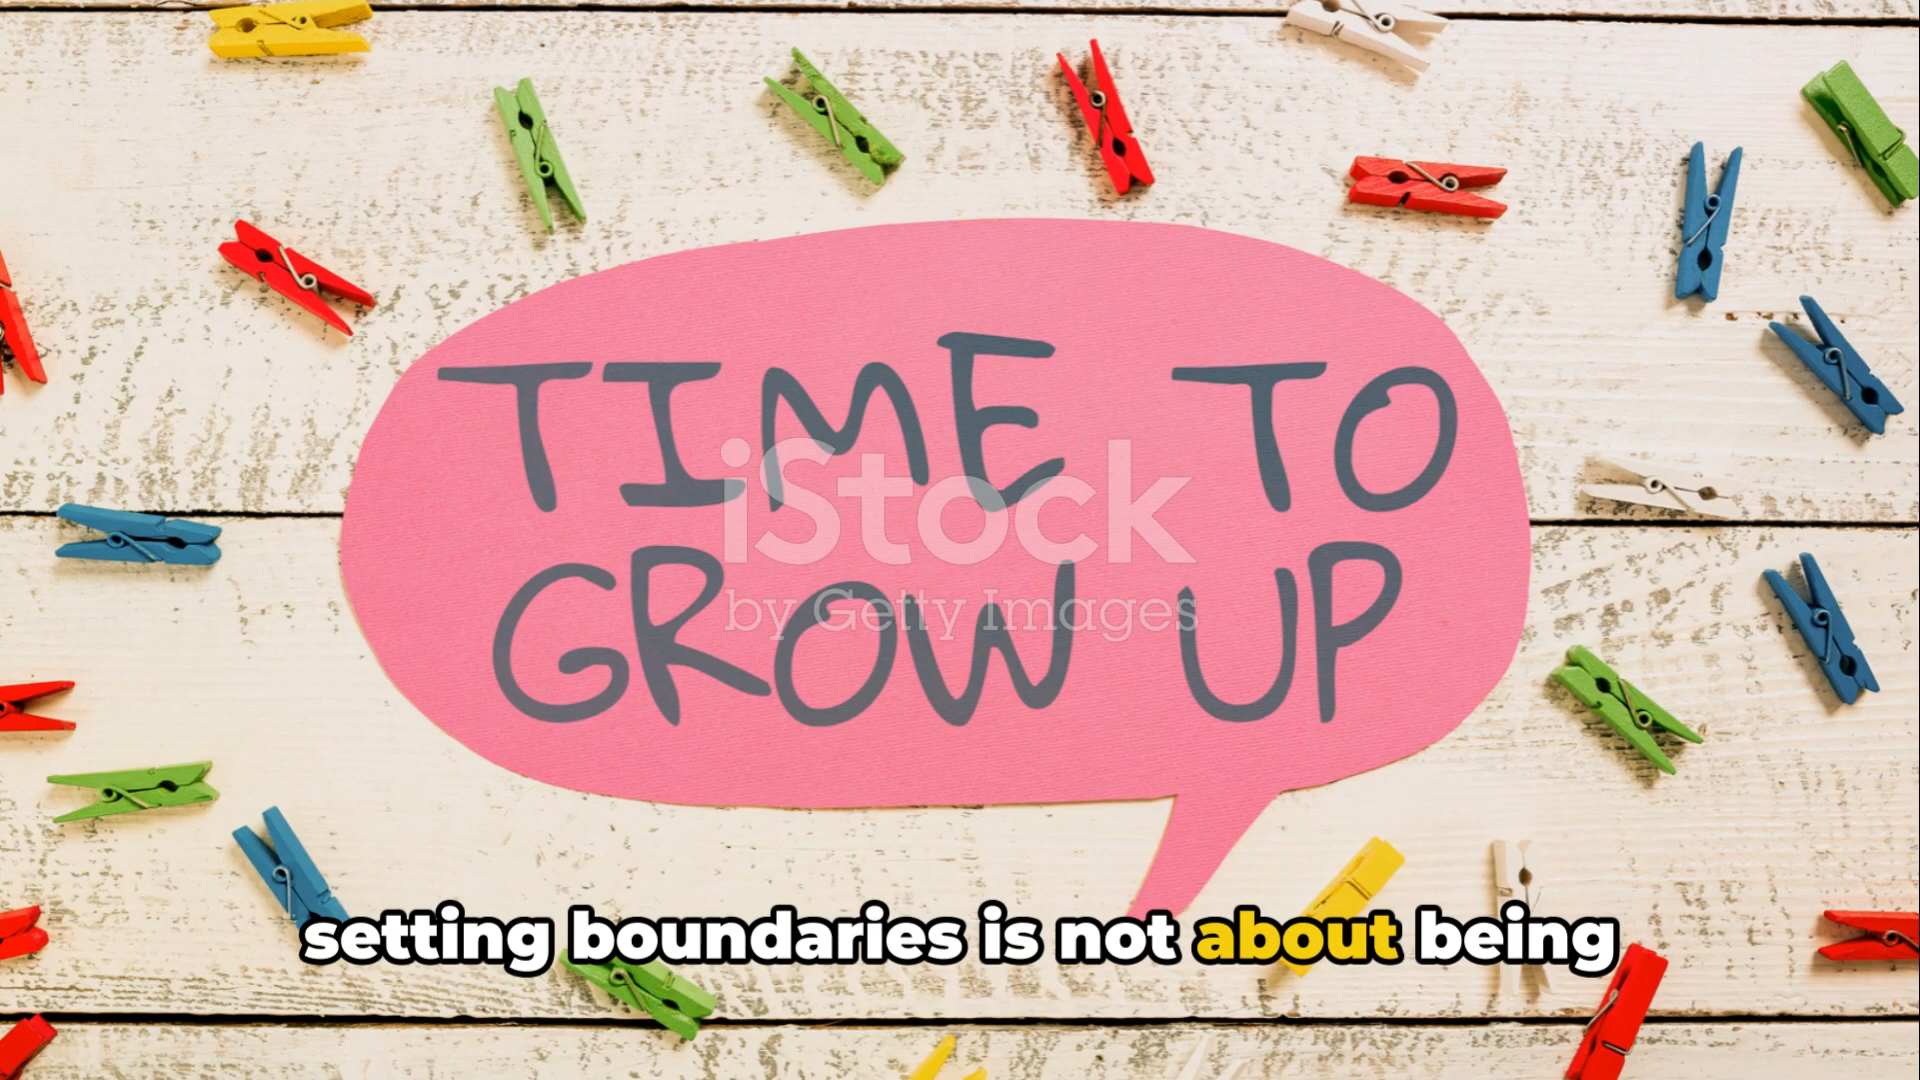 TIME TO
GROW UP
iStock
by Getty Images
setting boundaries is not about being